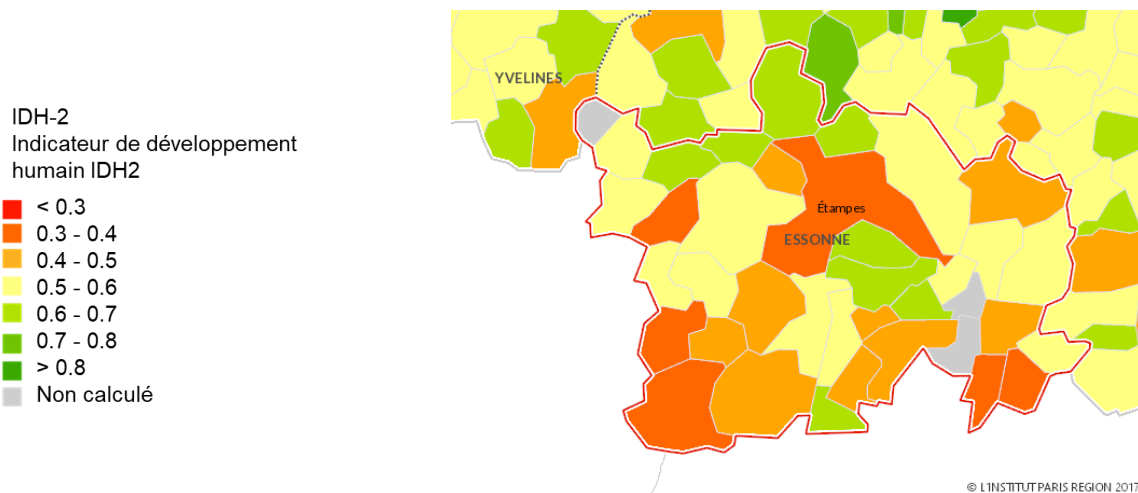 IDH-2
Indicateur de développement
humain IDH2
< 0.3
0.3 - 0.4
0.4 - 0.5
0.5 - 0.6
0.6 - 0.7
0.7 - 0.8
> 0.8
Non calculé
YVELINES
Étampes
ESSONNE
© L'INSTITUT PARIS REGION 2017